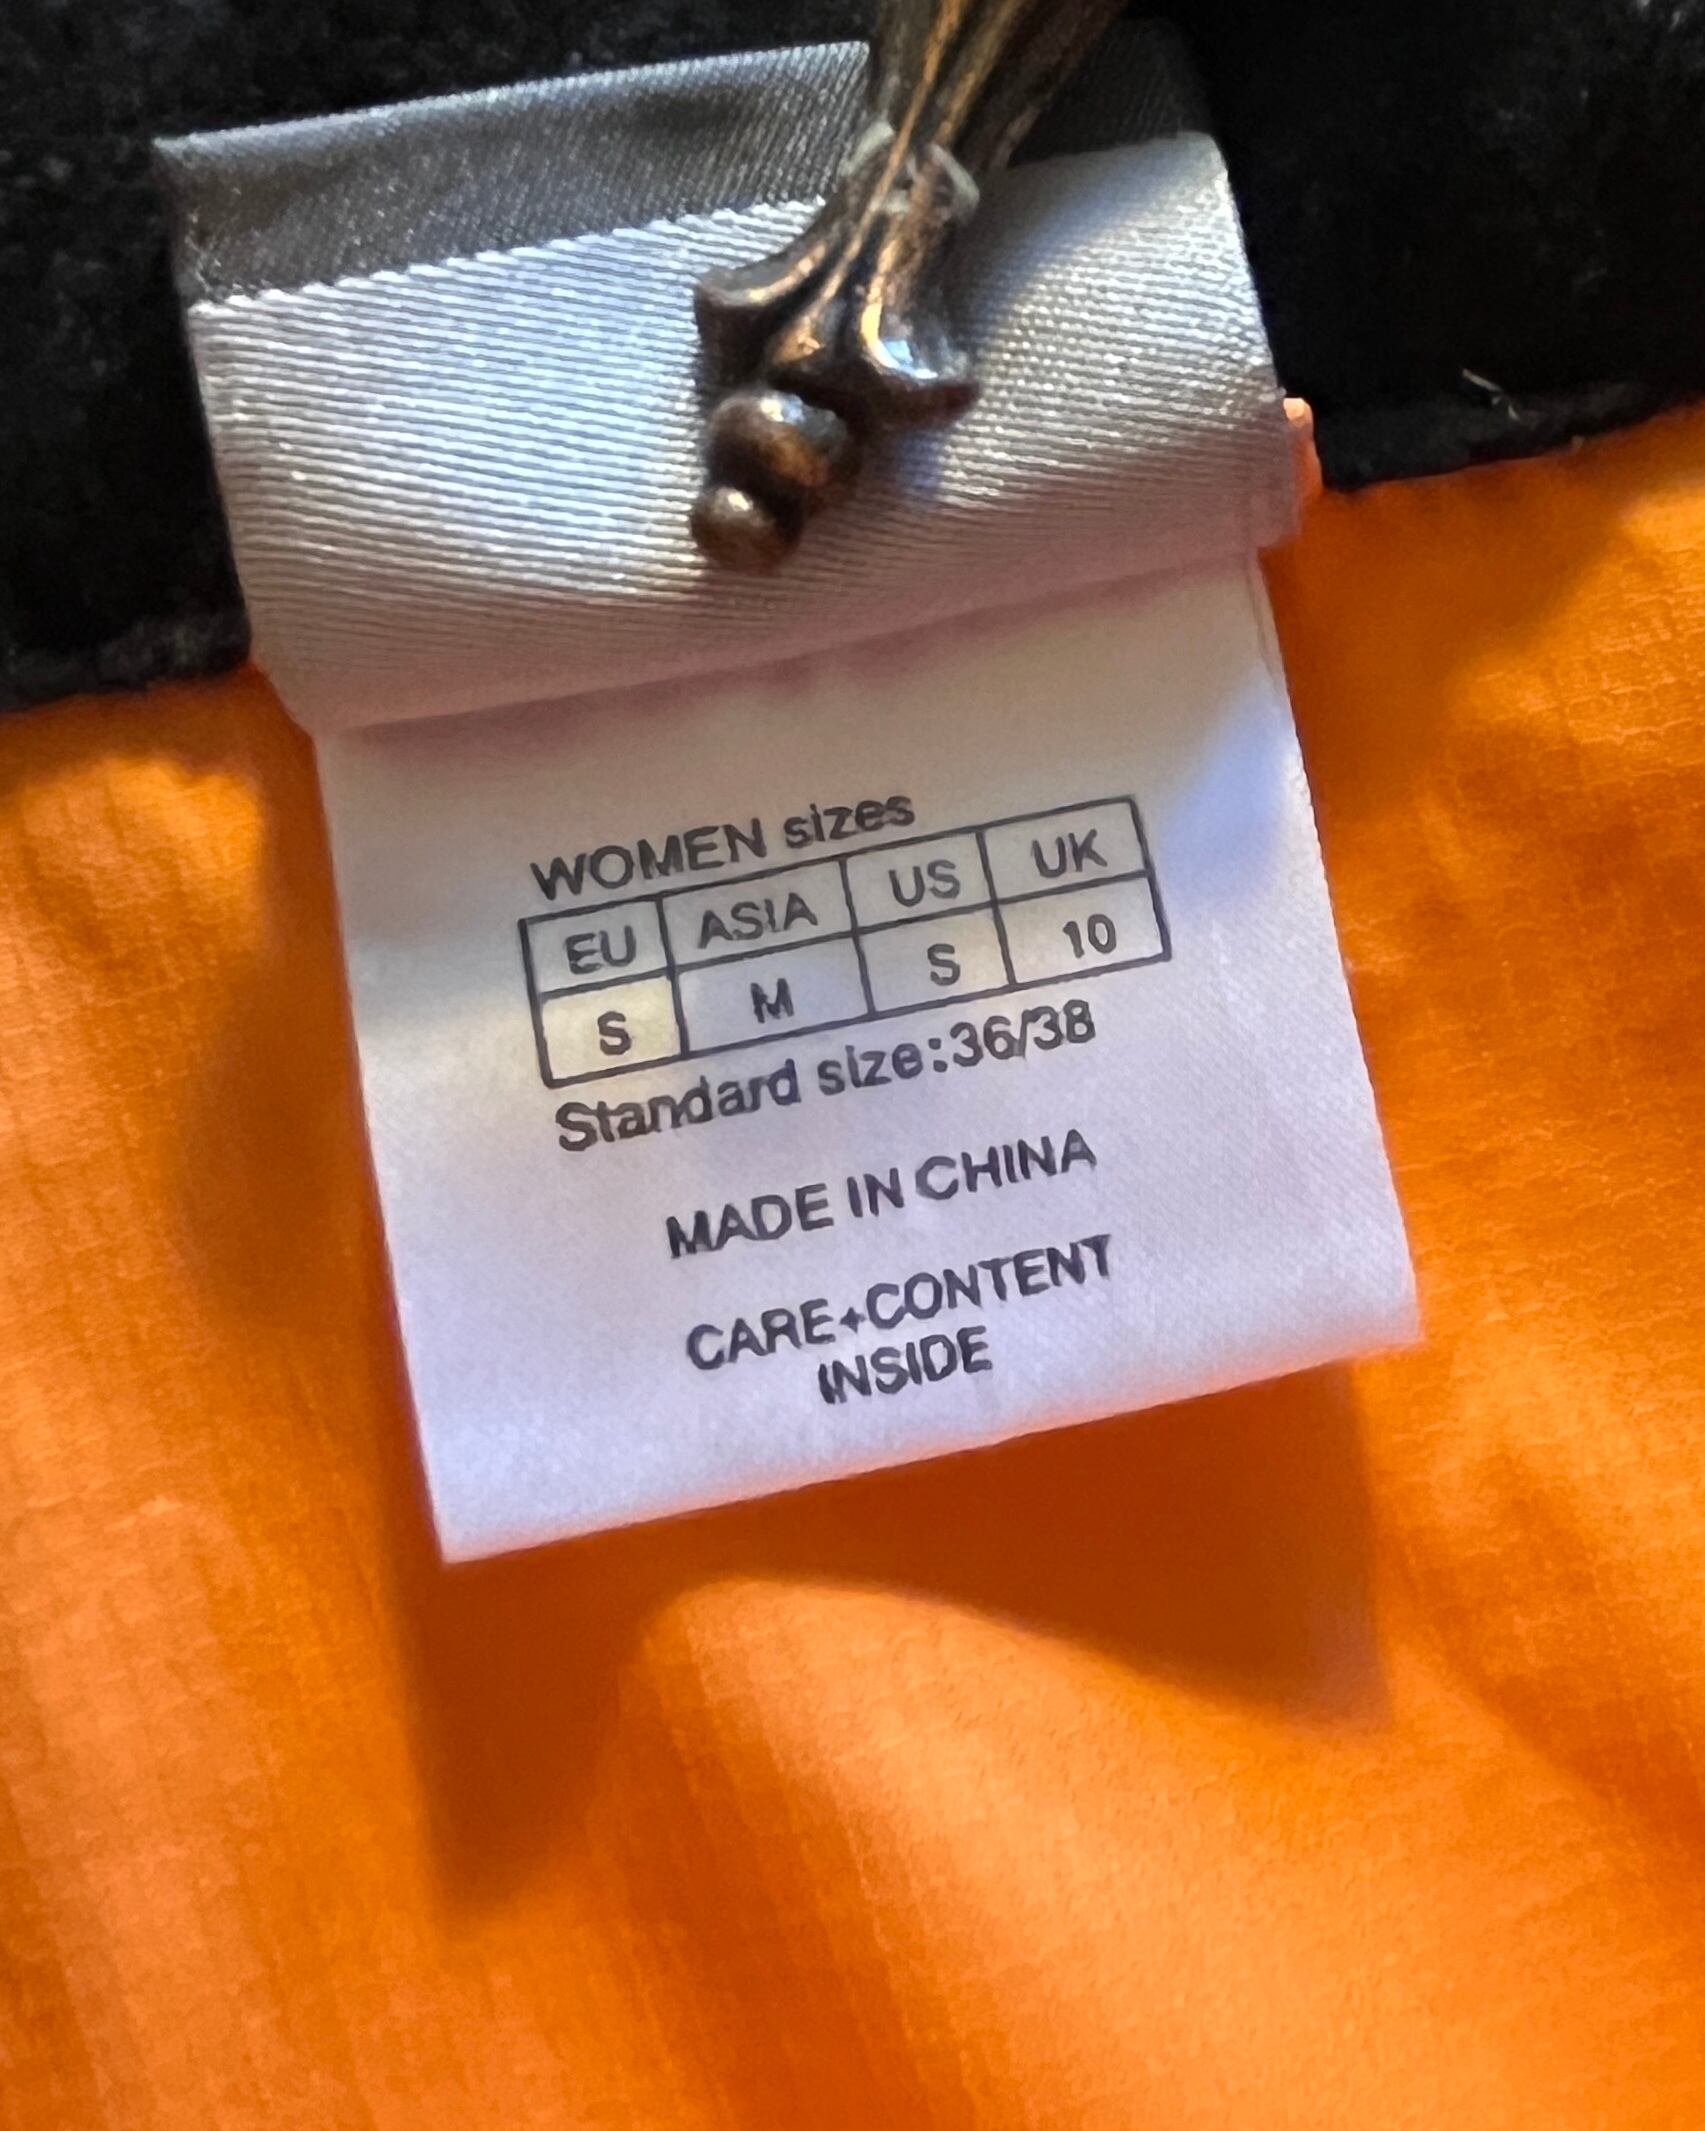 WOMEN sizes
EU ASIA US UK
S M S 10
Standard size:36/38
MADE IN CHINA
CARE+CONTENT
INSIDE